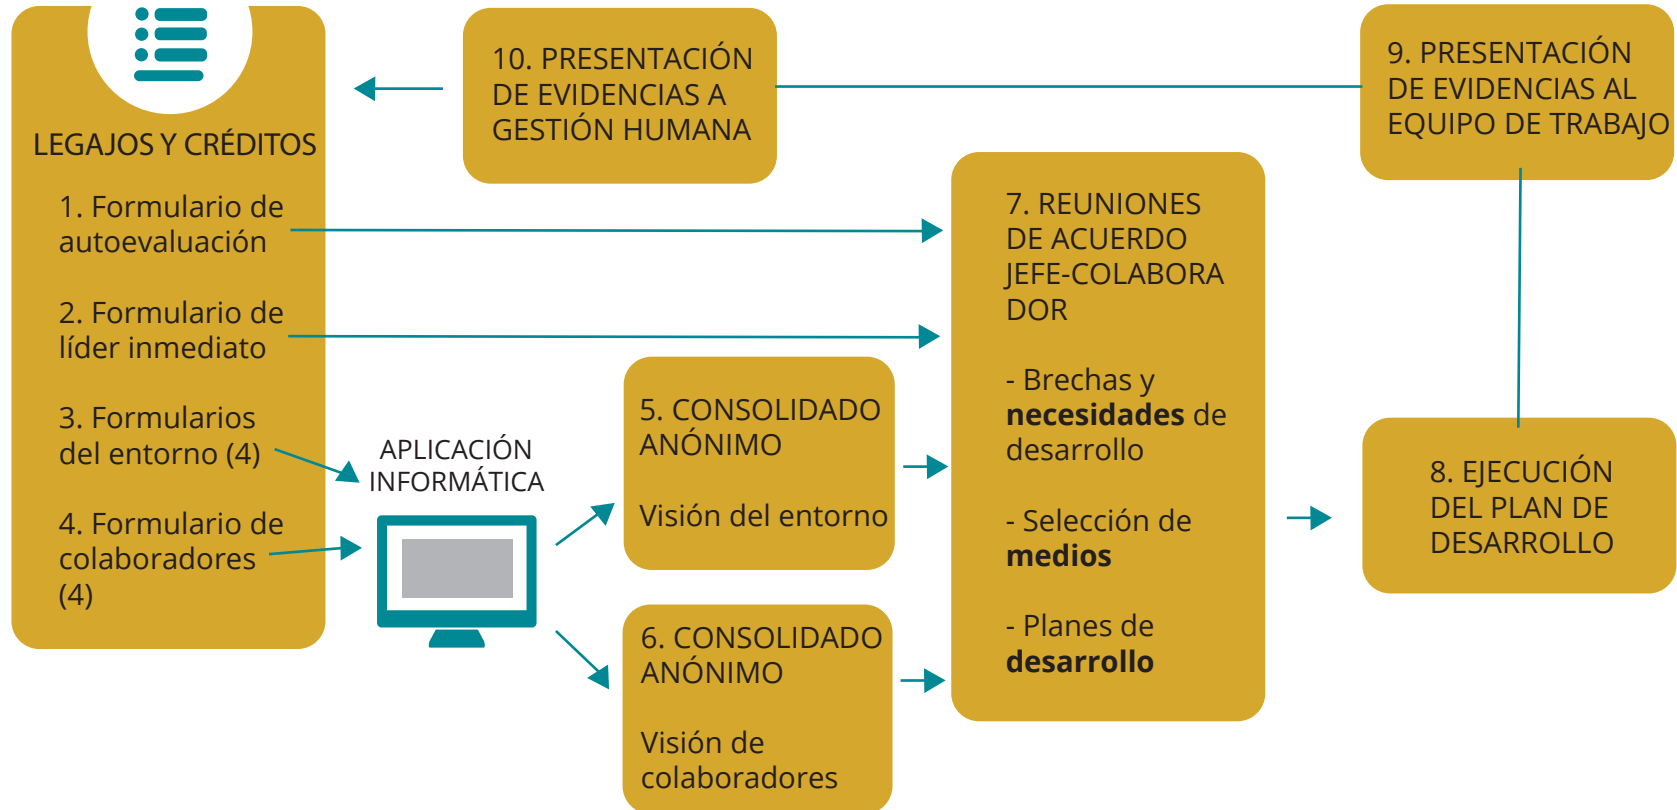 LEGAJOS Y CRÉDITOS
1. Formulario de
autoevaluación
2. Formulario de
líder inmediato
3. Formularios
del entorno (4)
4. Formulario de
colaboradores
(4)
APLICACIÓN
INFORMÁTICA
5. CONSOLIDADO
ANÓNIMO
Visión del entorno
6. CONSOLIDADO
ANÓNIMO
Visión de
colaboradores
7. REUNIONES
DE ACUERDO
JEFE-COLABORA
DOR
- Brechas y
necesidades de
desarrollo
- Selección de
medios
- Planes de
desarrollo
8. EJECUCIÓN
DEL PLAN DE
DESARROLLO
9. PRESENTACIÓN
DE EVIDENCIAS AL
EQUIPO DE TRABAJO
10. PRESENTACIÓN
DE EVIDENCIAS A
GESTIÓN HUMANA